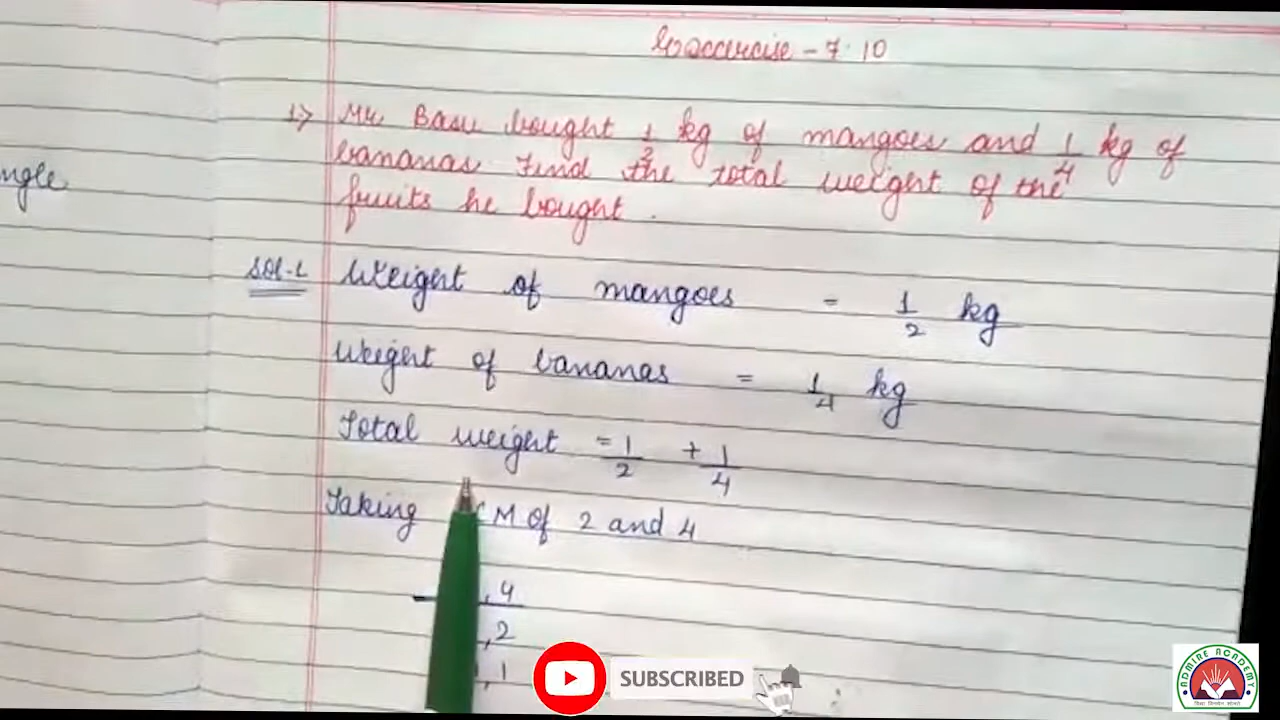 Exercise - 7.10
1) Mr Basu bought 1/2 kg of mangoes and 1/4 kg of
bananas Find the total weight of the
fruits he bought.
ngle
Sol-1 Weight of mangoes = 1/2 kg
Weight of bananas = 1/4 kg
Total weight = 1/2 + 1/4
Taking CM of 2 and 4
,4
,2
,1
SUBSCRIBED
ADMIRE ACADEMY